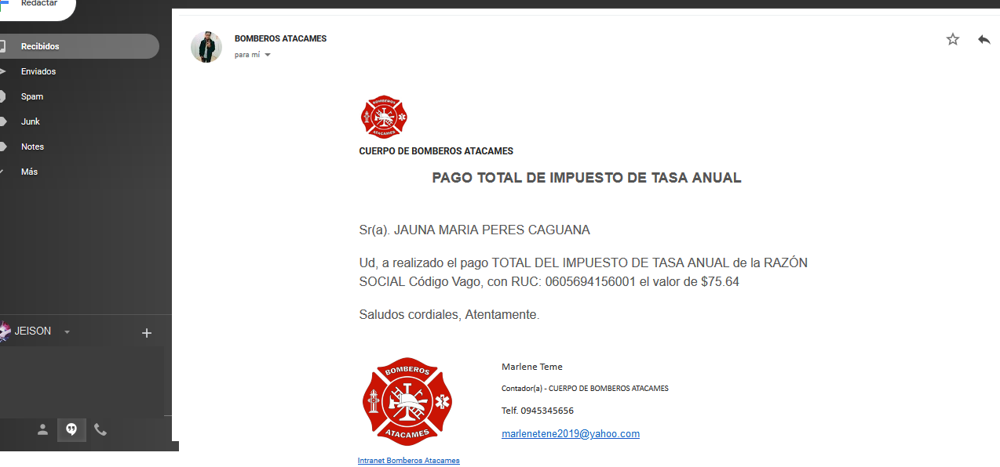 Redactar
Recibidos
Enviados
Spam
Junk
Notes
Más
JEISON
BOMBEROS ATACAMES
para mí
BOMBEROS
ATACAMES
CUERPO DE BOMBEROS ATACAMES
PAGO TOTAL DE IMPUESTO DE TASA ANUAL
Sr(a). JAUNA MARIA PERES CAGUANA
Ud, a realizado el pago TOTAL DEL IMPUESTO DE TASA ANUAL de la RAZÓN
SOCIAL Código Vago, con RUC: 0605694156001 el valor de $75.64
Saludos cordiales, Atentamente.
BOMBEROS
ATACAMES
Intranet Bomberos Atacames
Marlene Teme
Contador(a) - CUERPO DE BOMBEROS ATACAMES
Telf. 0945345656
marlenetene2019@yahoo.com